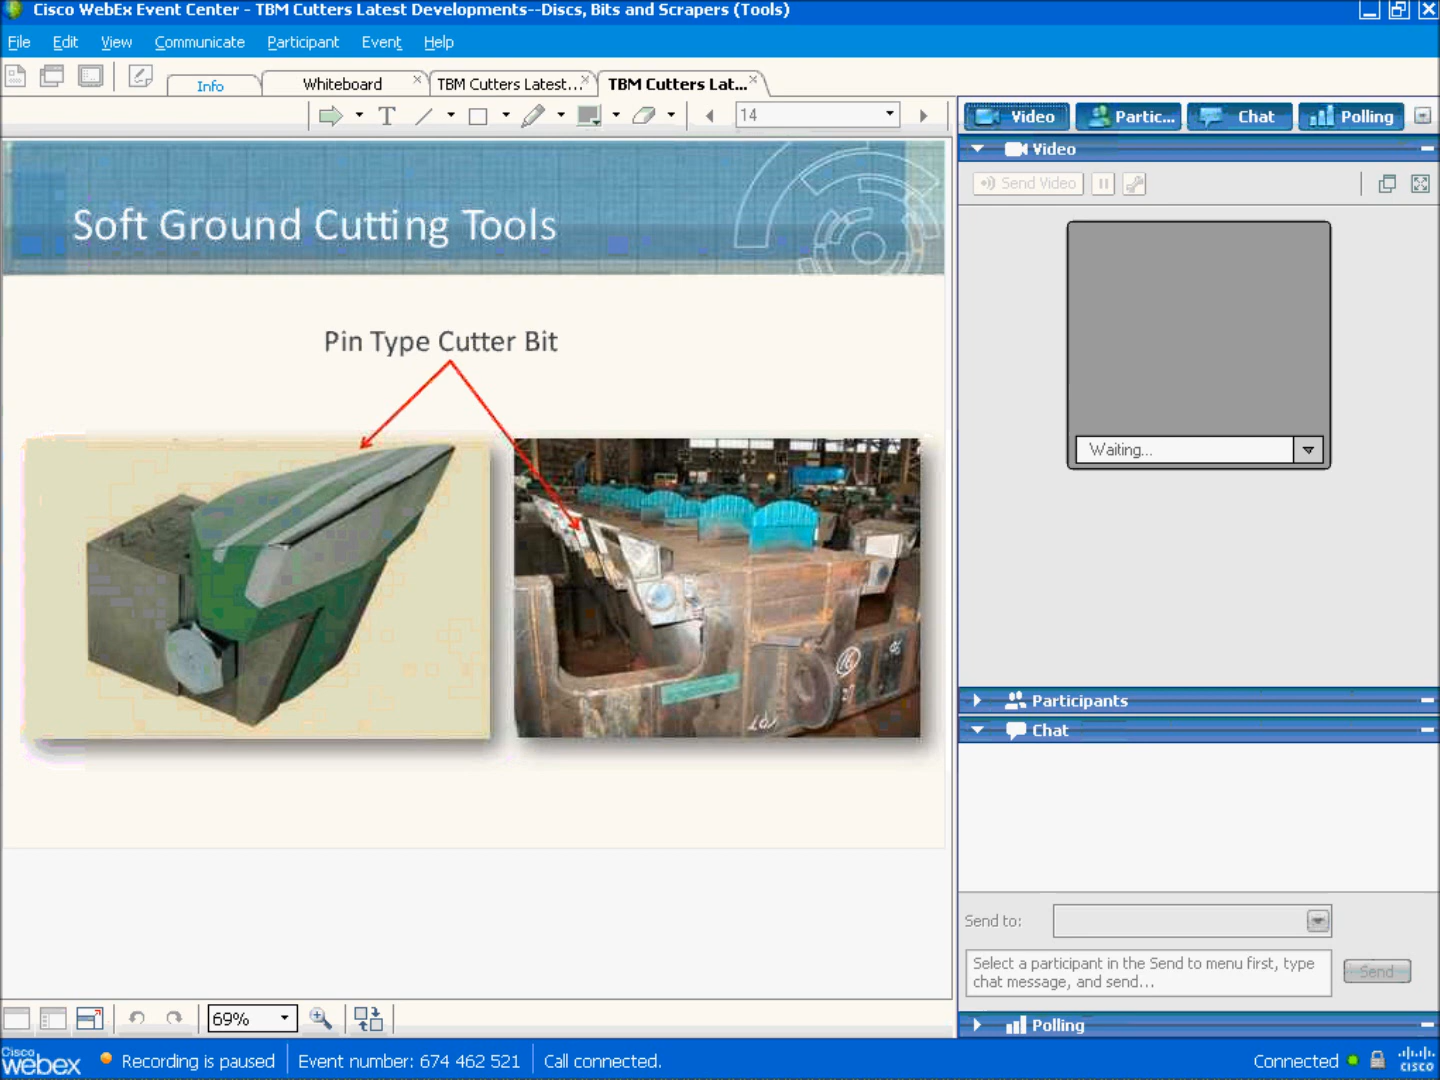 Cisco WebEx Event Center - TBM Cutters Latest Developments--Discs, Bits and Scrapers (Tools)
File Edit View Communicate Participant Event Help
Info Whiteboard TBM Cutters Latest... TBM Cutters Lat...
T 14
Video Partic... Chat Polling
Video
Send Video
Soft Ground Cutting Tools
Pin Type Cutter Bit
Waiting...
Participants
Chat
Send to:
Select a participant in the Send to menu first, type
chat message, and send...
Send
69%
Polling
Cisco
webex
Recording is paused Event number: 674 462 521 Call connected.
Connected
CISCO